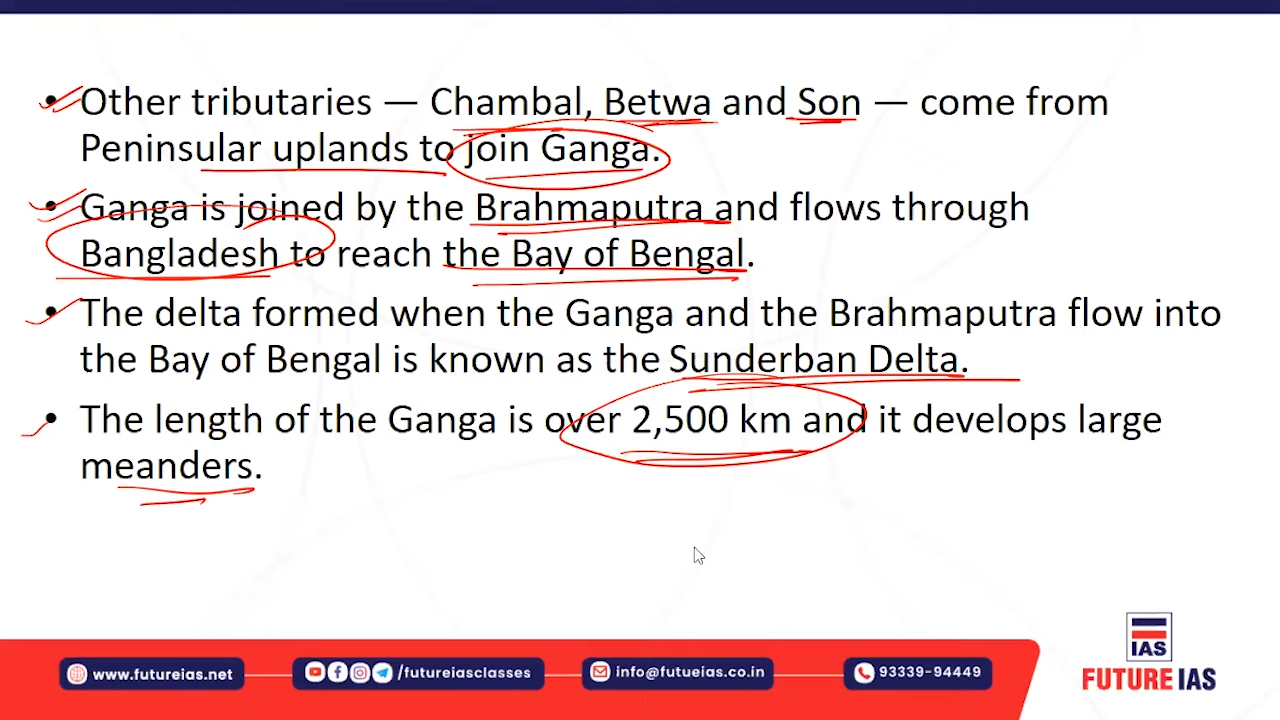 • Other tributaries — Chambal, Betwa and Son — come from
Peninsular uplands to join Ganga.
• Ganga is joined by the Brahmaputra and flows through
Bangladesh to reach the Bay of Bengal.
• The delta formed when the Ganga and the Brahmaputra flow into
the Bay of Bengal is known as the Sunderban Delta.
• The length of the Ganga is over 2,500 km and it develops large
meanders.
www.futureias.net
/futureiasclasses
info@futueias.co.in
93339-94449
IAS
FUTURE IAS